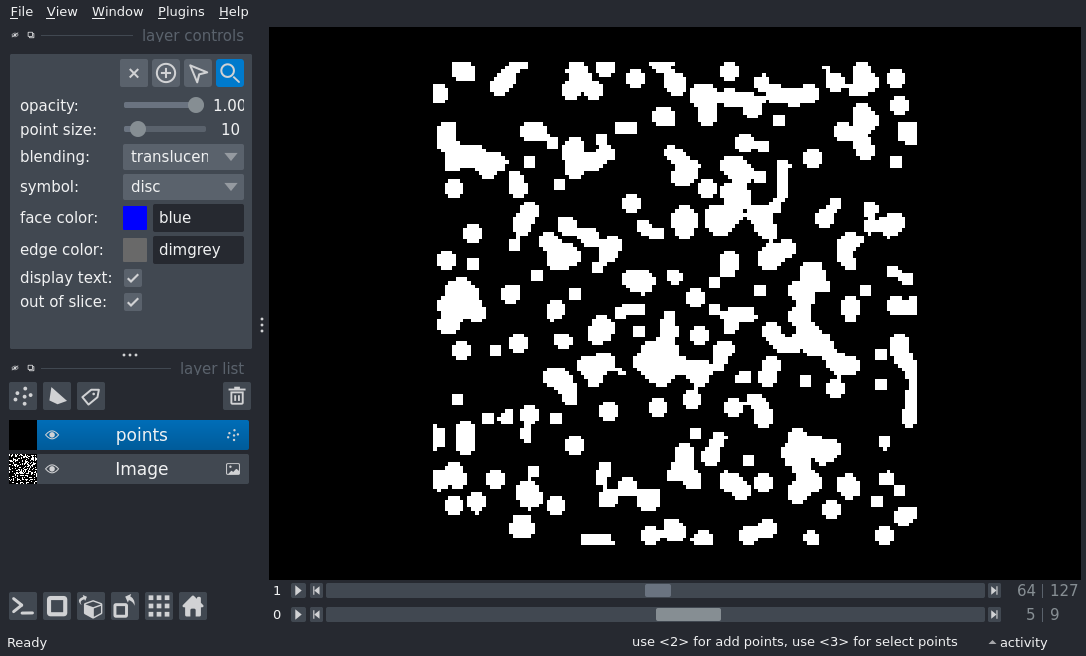 File View Window Plugins Help
layer controls
opacity: 1.00
point size: 10
blending: translucen
symbol: disc
face color: blue
edge color: dimgrey
display text:
out of slice:
layer list
points
Image
1 64 | 127
0 5 | 9
Ready use <2> for add points, use <3> for select points activity